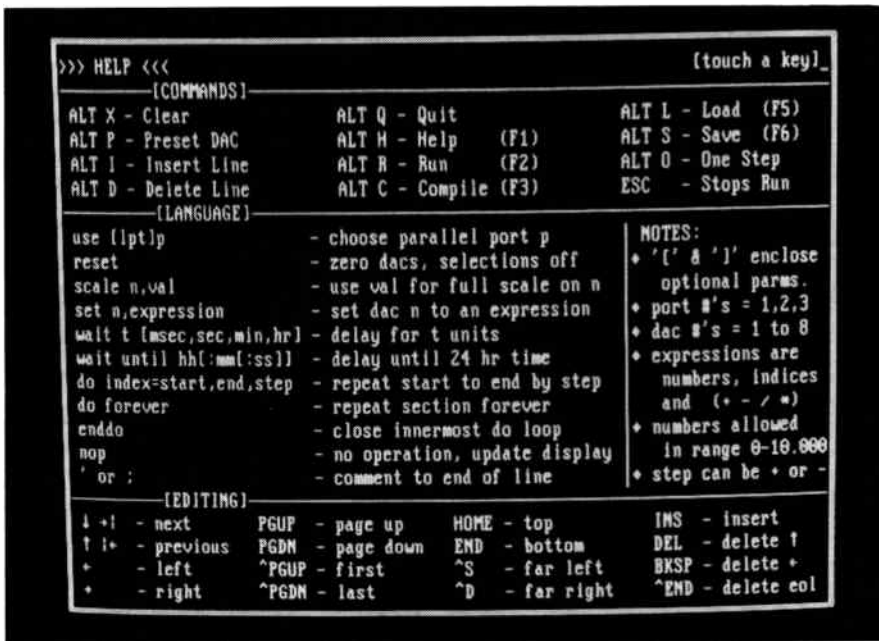 >>> HELP <<< [touch a key]_
[COMMANDS]
ALT X - Clear ALT Q - Quit ALT L - Load (F5)
ALT P - Preset DAC ALT H - Help (F1) ALT S - Save (F6)
ALT I - Insert Line ALT R - Run (F2) ALT O - One Step
ALT D - Delete Line ALT C - Compile (F3) ESC - Stops Run
[LANGUAGE]
use [lpt]p - choose parallel port p NOTES:
reset - zero dacs, selections off ♦ '[' & ']' enclose
scale n,val - use val for full scale on n optional parms.
set n,expression - set dac n to an expression ♦ port #'s = 1,2,3
wait t [msec,sec,min,hr] - delay for t units ♦ dac #'s = 1 to 8
wait until hh[:mm[:ss]] - delay until 24 hr time ♦ expressions are
do index=start,end,step - repeat start to end by step numbers, indices
do forever - repeat section forever and (+ - / *)
enddo - close innermost do loop ♦ numbers allowed
nop - no operation, update display in range 0-10.000
' or ; - comment to end of line ♦ step can be + or -
[EDITING]
↓ →| - next PGUP - page up HOME - top INS - insert
↑ |← - previous PGDN - page down END - bottom DEL - delete ↑
← - left ^PGUP - first ^S - far left BKSP - delete ←
→ - right ^PGDN - last ^D - far right ^END - delete eol